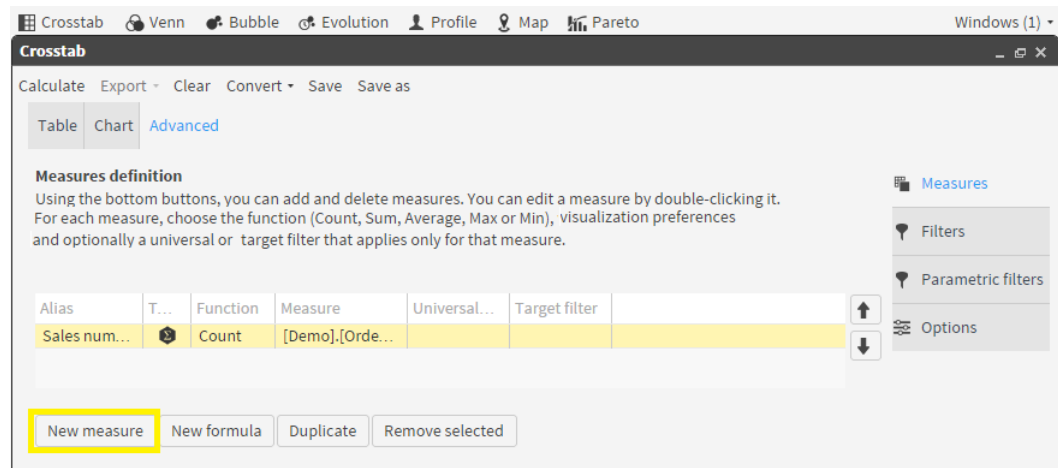 Crosstab Venn Bubble Evolution Profile Map Pareto Windows (1)
Crosstab
Calculate Export Clear Convert Save Save as
Table Chart Advanced
Measures definition
Using the bottom buttons, you can add and delete measures. You can edit a measure by double-clicking it.
For each measure, choose the function (Count, Sum, Average, Max or Min), visualization preferences
and optionally a universal or target filter that applies only for that measure.
Measures
Filters
Parametric filters
Options
Alias T... Function Measure Universal... Target filter
Sales num... Σ Count [Demo].[Orde...
New measure New formula Duplicate Remove selected